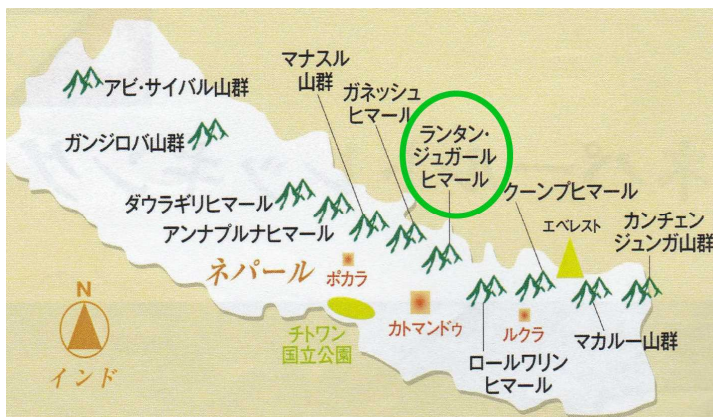 アビ・サイパル山群
ガンジロバ山群
マナスル
山群
ガネッシュ
ヒマール
ランタン・
ジュガール
ヒマール
クーンブヒマール
エベレスト
カンチェン
ジュンガ山群
ダウラギリヒマール
アンナプルナヒマール
ネパール
ポカラ
チトワン
国立公園
カトマンドゥ
ルクラ
ロールワリン
ヒマール
マカルー山群
N
インド